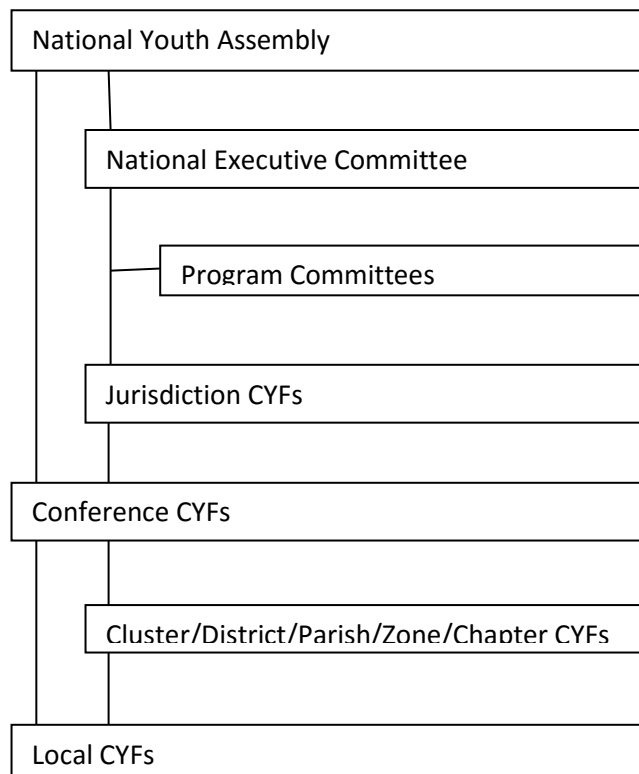 National Youth Assembly
National Executive Committee
Program Committees
Jurisdiction CYFs
Conference CYFs
Cluster/District/Parish/Zone/Chapter CYFs
Local CYFs